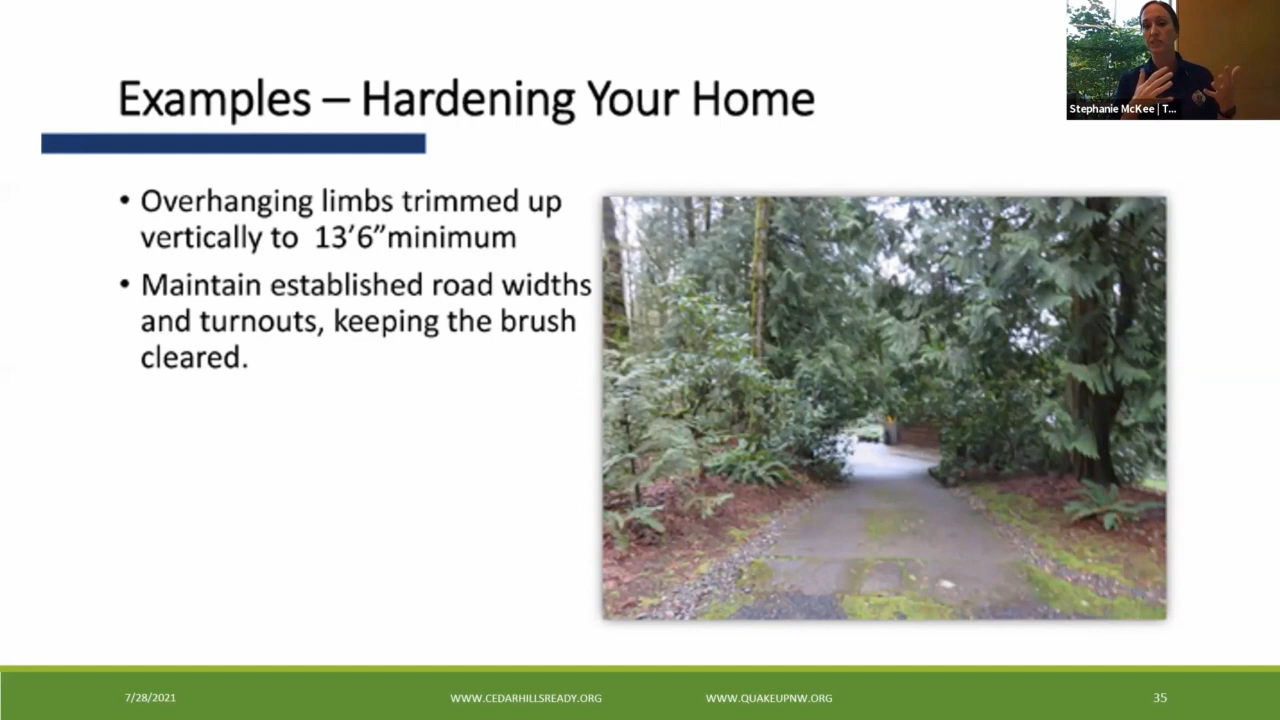 Examples – Hardening Your Home
Stephanie McKee | T...
• Overhanging limbs trimmed up
vertically to 13’6”minimum
• Maintain established road widths
and turnouts, keeping the brush
cleared.
7/28/2021
WWW.CEDARHILLSREADY.ORG
WWW.QUAKEUPNW.ORG
35